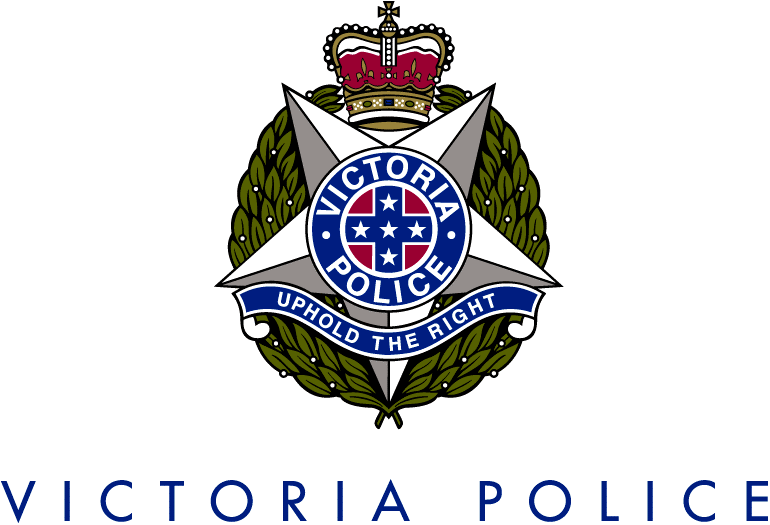 VICTORIA
POLICE
UPHOLD THE RIGHT
VICTORIA POLICE